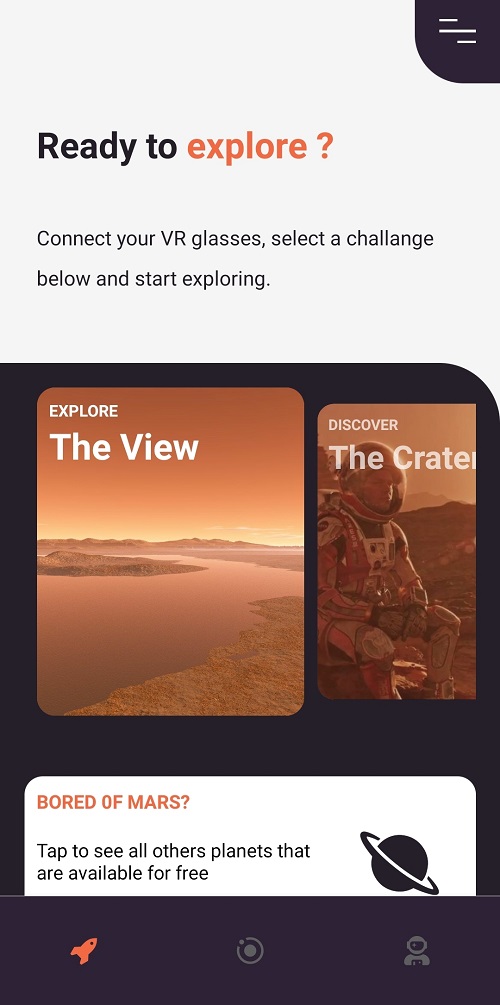 Ready to explore ?
Connect your VR glasses, select a challange
below and start exploring.
EXPLORE
The View
DISCOVER
The Crater
BORED 0F MARS?
Tap to see all others planets that
are available for free